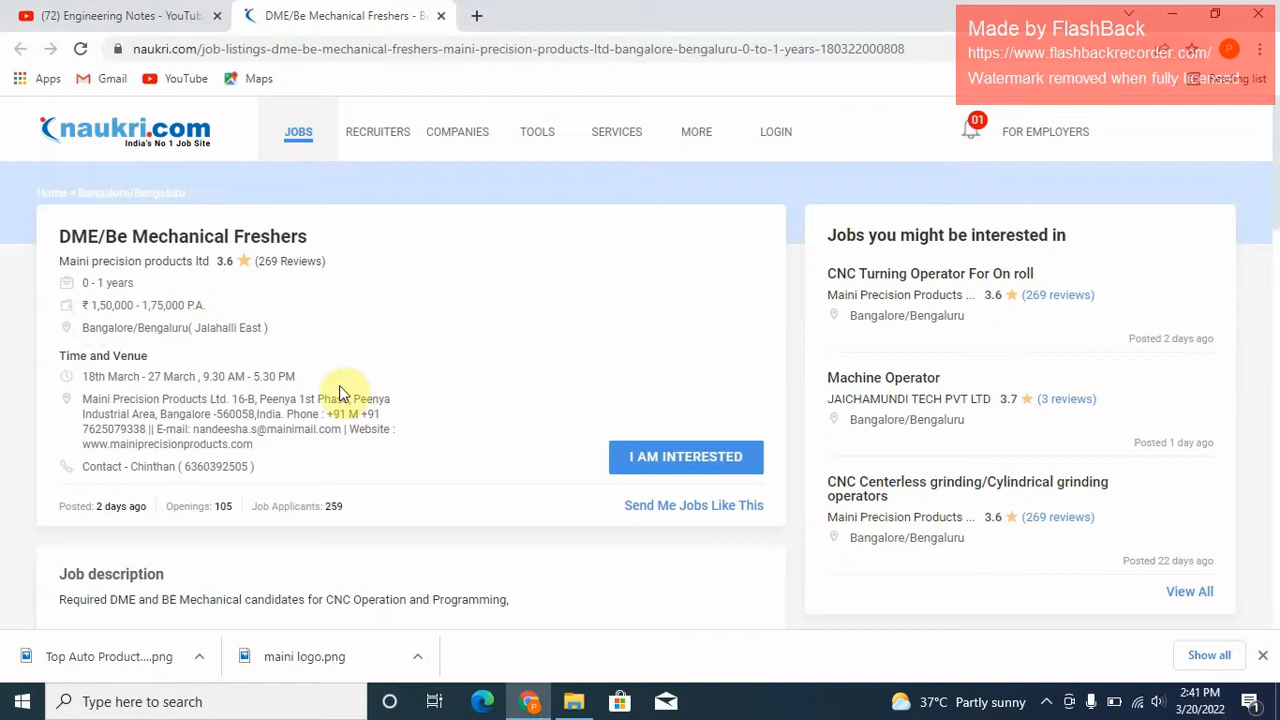 (72) Engineering Notes - YouTub
DME/Be Mechanical Freshers - B
Made by FlashBack
https://www.flashbackrecorder.com/
Watermark removed when fully licensed
naukri.com/job-listings-dme-be-mechanical-freshers-maini-precision-products-ltd-bangalore-bengaluru-0-to-1-years-180322000808
P
Apps
Gmail
YouTube
Maps
Reading list
naukri.com
India's No 1 Job Site
JOBS
RECRUITERS
COMPANIES
TOOLS
SERVICES
MORE
LOGIN
01
FOR EMPLOYERS
Home » Bangalore/Bengaluru
DME/Be Mechanical Freshers
Maini precision products ltd 3.6 (269 Reviews)
0 - 1 years
₹ 1,50,000 - 1,75,000 P.A.
Bangalore/Bengaluru( Jalahalli East )
Time and Venue
18th March - 27 March , 9.30 AM - 5.30 PM
Maini Precision Products Ltd. 16-B, Peenya 1st Phase, Peenya
Industrial Area, Bangalore -560058,India. Phone : +91 M +91
7625079338 || E-mail: nandeesha.s@mainimail.com | Website :
www.mainiprecisionproducts.com
Contact - Chinthan ( 6360392505 )
I AM INTERESTED
Posted: 2 days ago
Openings: 105
Job Applicants: 259
Send Me Jobs Like This
Job description
Required DME and BE Mechanical candidates for CNC Operation and Programming,
Jobs you might be interested in
CNC Turning Operator For On roll
Maini Precision Products ... 3.6 (269 reviews)
Bangalore/Bengaluru
Posted 2 days ago
Machine Operator
JAICHAMUNDI TECH PVT LTD 3.7 (3 reviews)
Bangalore/Bengaluru
Posted 1 day ago
CNC Centerless grinding/Cylindrical grinding
operators
Maini Precision Products ... 3.6 (269 reviews)
Bangalore/Bengaluru
Posted 22 days ago
View All
Top Auto Product....png
maini logo.png
Show all
Type here to search
37°C Partly sunny
2:41 PM
3/20/2022
1